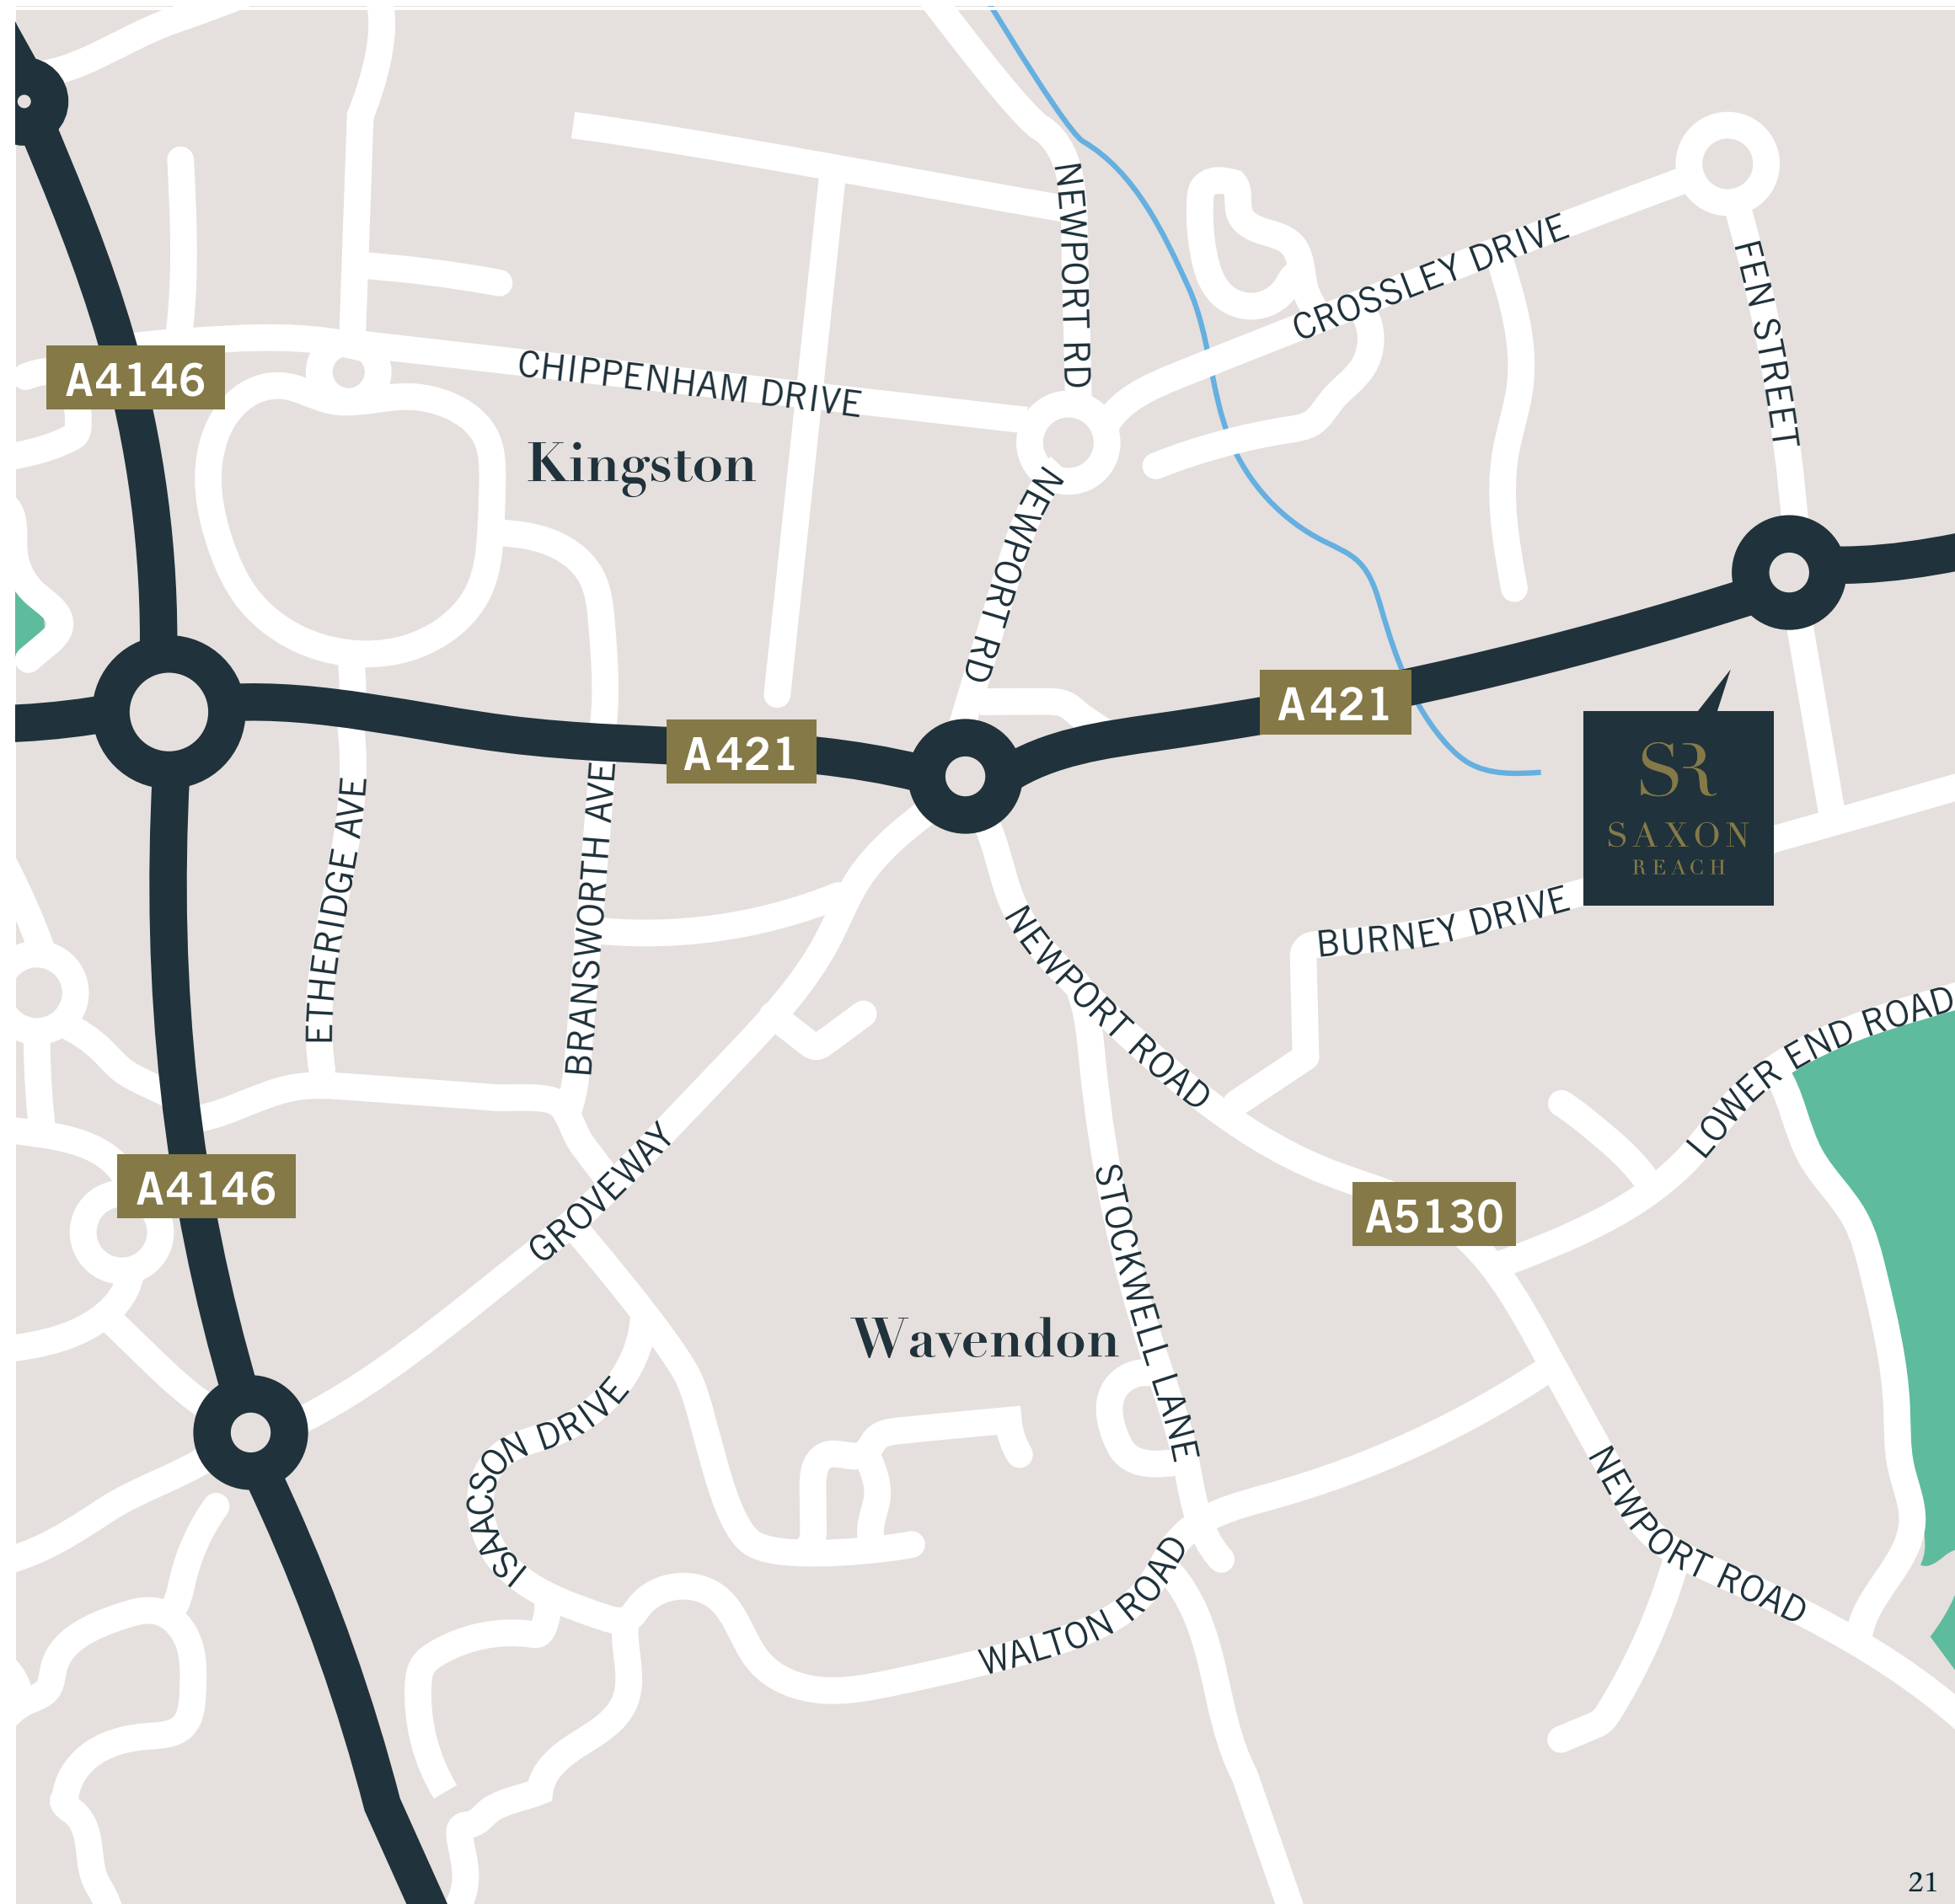 NEWPORT RD
CROSSLEY DRIVE
FEN STREET
A4146
CHIPPENHAM DRIVE
Kingston
NEWPORT RD
A421
A421
SR
SAXON
REACH
ETHERIDGE AVE
BRANSWORTH AVE
BURNEY DRIVE
NEWPORT ROAD
LOWER END ROAD
A4146
GROVEWAY
A5130
STOCKWELL LANE
Wavendon
ISAACSON DRIVE
NEWPORT ROAD
WALTON ROAD
21